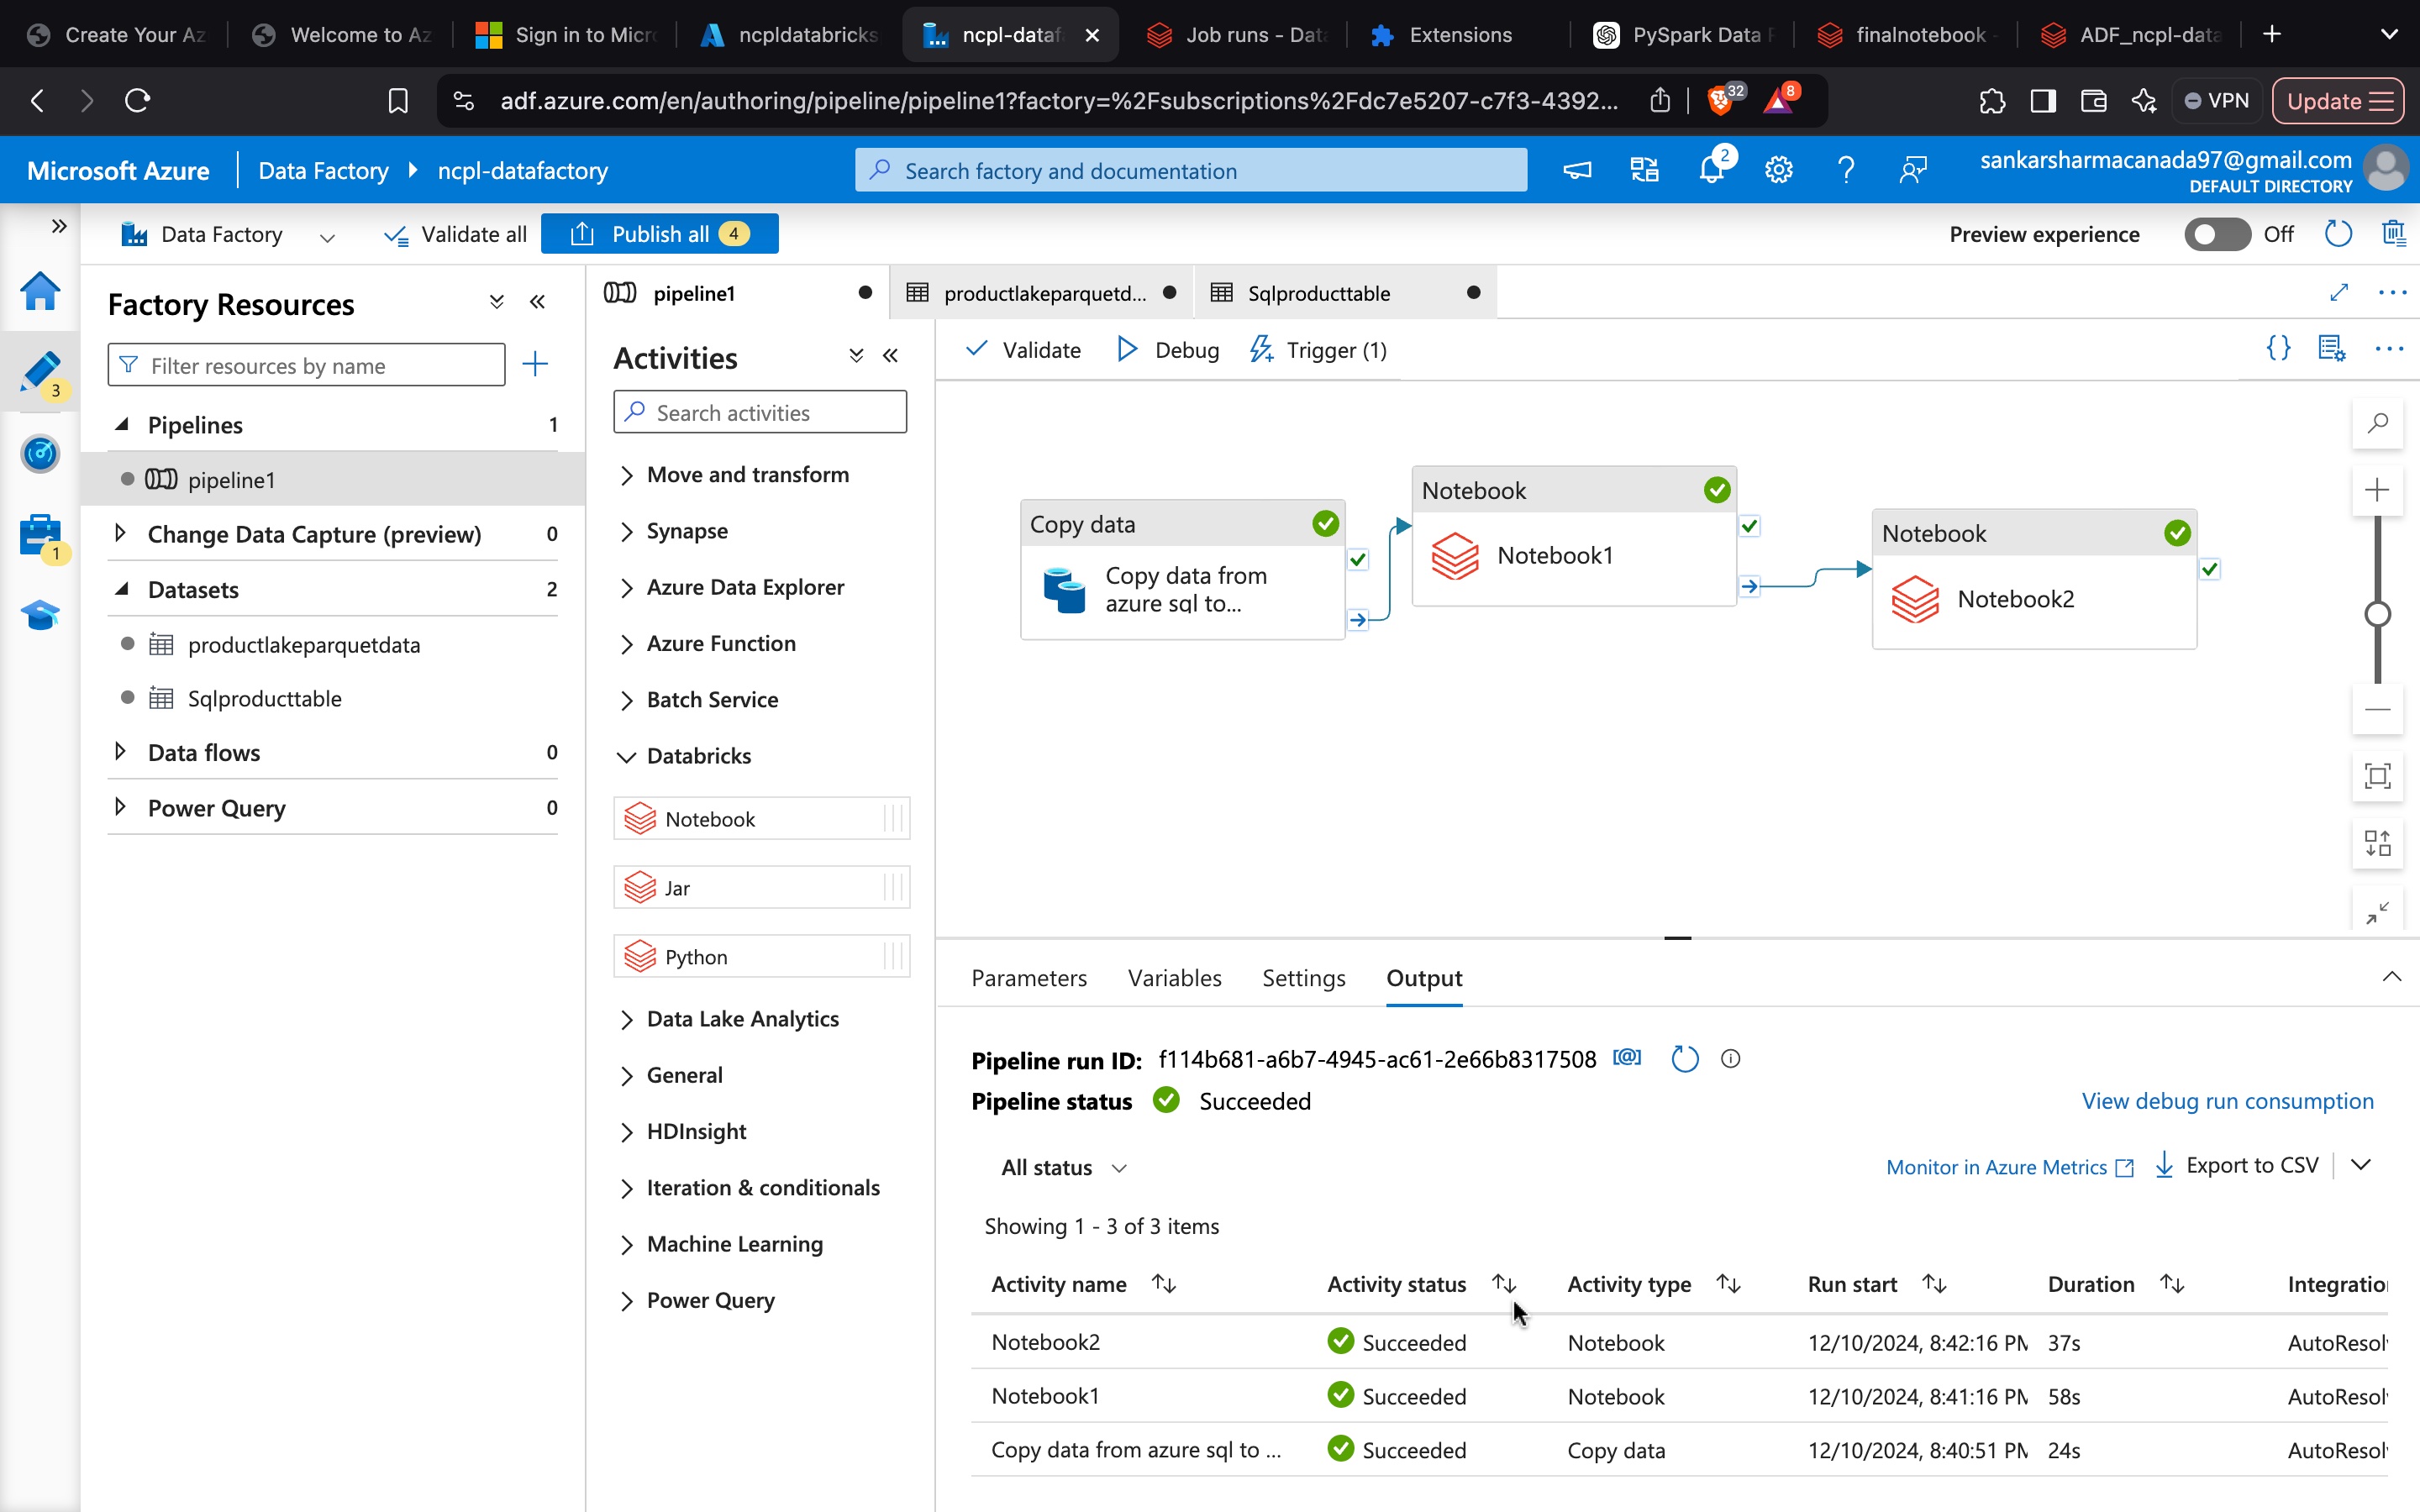 Create Your Az
Welcome to Az
Sign in to Micro
ncpldatabricks
ncpl-dataf
Job runs - Dat
Extensions
PySpark Data
finalnotebook
ADF_ncpl-data
adf.azure.com/en/authoring/pipeline/pipeline1?factory=%2Fsubscriptions%2Fdc7e5207-c7f3-4392...
32
8
VPN
Update
Microsoft Azure
Data Factory
ncpl-datafactory
Search factory and documentation
2
sankarsharmacanada97@gmail.com
DEFAULT DIRECTORY
Data Factory
Validate all
Publish all 4
Preview experience
Off
3
1
Factory Resources
Filter resources by name
Pipelines 1
pipeline1
Change Data Capture (preview) 0
Datasets 2
productlakeparquetdata
Sqlproducttable
Data flows 0
Power Query 0
pipeline1
productlakeparquetd...
Sqlproducttable
Activities
Search activities
Move and transform
Synapse
Azure Data Explorer
Azure Function
Batch Service
Databricks
Notebook
Jar
Python
Data Lake Analytics
General
HDInsight
Iteration & conditionals
Machine Learning
Power Query
Validate
Debug
Trigger (1)
Copy data
Copy data from
azure sql to...
Notebook
Notebook1
Notebook
Notebook2
Parameters
Variables
Settings
Output
Pipeline run ID: f114b681-a6b7-4945-ac61-2e66b8317508
Pipeline status Succeeded
View debug run consumption
All status
Monitor in Azure Metrics
Export to CSV
Showing 1 - 3 of 3 items
Activity name Activity status Activity type Run start Duration Integration
Notebook2 Succeeded Notebook 12/10/2024, 8:42:16 PM 37s AutoResol
Notebook1 Succeeded Notebook 12/10/2024, 8:41:16 PM 58s AutoResol
Copy data from azure sql to ... Succeeded Copy data 12/10/2024, 8:40:51 PM 24s AutoResol